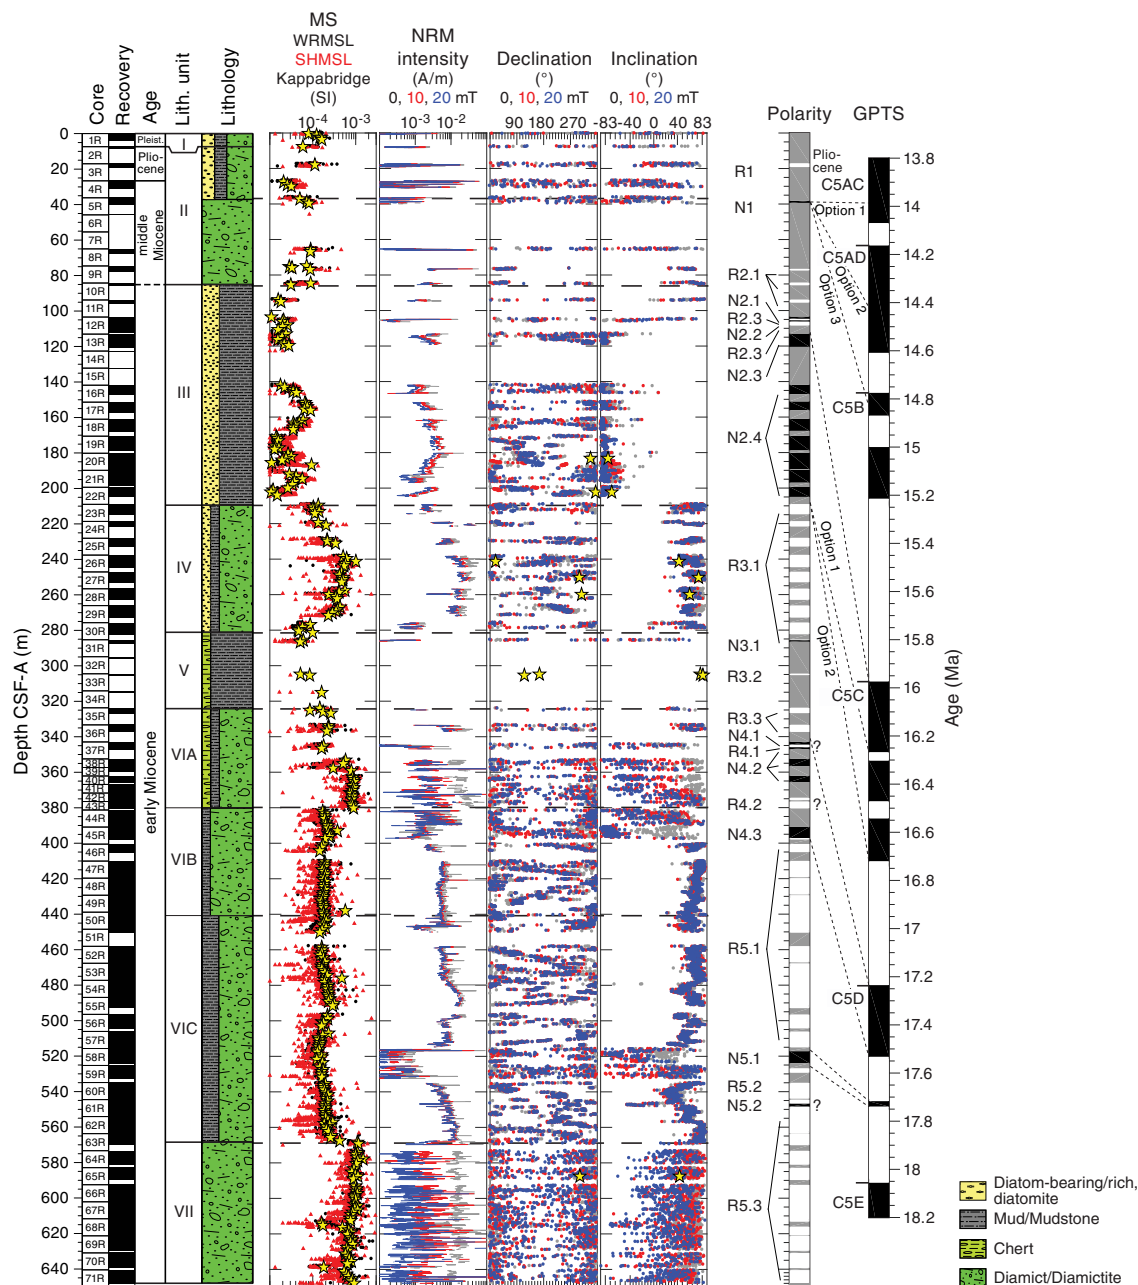 MS
WRMSL
SHMSL
Kappabridge
(SI)
10-4 10-3
NRM
intensity
(A/m)
0, 10, 20 mT
10-3 10-2
Declination
(°)
0, 10, 20 mT
90 180 270
Inclination
(°)
0, 10, 20 mT
-83 -40 0 40 83
Core
Recovery
Age
Lith. unit
Lithology
Polarity
GPTS
Depth CSF-A (m)
0
20
40
60
80
100
120
140
160
180
200
220
240
260
280
300
320
340
360
380
400
420
440
460
480
500
520
540
560
580
600
620
640
1R
2R
3R
4R
5R
6R
7R
8R
9R
10R
11R
12R
13R
14R
15R
16R
17R
18R
19R
20R
21R
22R
23R
24R
25R
26R
27R
28R
29R
30R
31R
32R
33R
34R
35R
36R
37R
38R
39R
40R
41R
42R
43R
44R
45R
46R
47R
48R
49R
50R
51R
52R
53R
54R
55R
56R
57R
58R
59R
60R
61R
62R
63R
64R
65R
66R
67R
68R
69R
70R
71R
Pleist.
Plio-
cene
middle
Miocene
early Miocene
I
II
III
IV
V
VIA
VIB
VIC
VII
R1
N1
R2.1
N2.1
R2.3
N2.2
R2.3
N2.3
N2.4
R3.1
N3.1
R3.2
R3.3
N4.1
R4.1
N4.2
R4.2
N4.3
R5.1
N5.1
R5.2
N5.2
R5.3
?
?
?
Plio-
cene
Option 1
Option 2
Option 3
Option 1
Option 2
C5AC
C5AD
C5B
C5C
C5D
C5E
13.8
14
14.2
14.4
14.6
14.8
15
15.2
15.3
15.4
15.6
15.8
16
16.2
16.4
16.6
16.8
17
17.2
17.4
17.6
17.8
18
18.2
Age (Ma)
Diatom-bearing/rich,
diatomite
Mud/Mudstone
Chert
Diamict/Diamictite